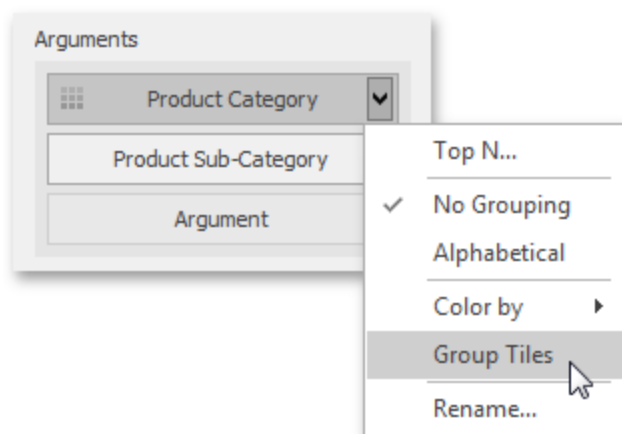 Arguments
Product Category
Product Sub-Category
Argument
Top N...
No Grouping
Alphabetical
Color by
Group Tiles
Rename...